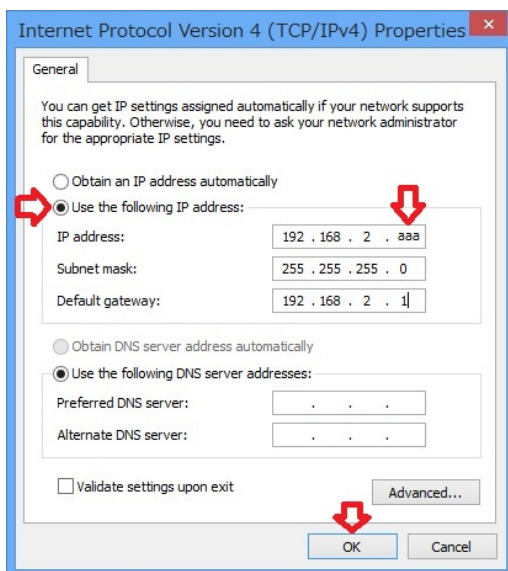 Internet Protocol Version 4 (TCP/IPv4) Properties
General
You can get IP settings assigned automatically if your network supports
this capability. Otherwise, you need to ask your network administrator
for the appropriate IP settings.
Obtain an IP address automatically
Use the following IP address:
IP address: 192 . 168 . 2 . aaa
Subnet mask: 255 . 255 . 255 . 0
Default gateway: 192 . 168 . 2 . 1
Obtain DNS server address automatically
Use the following DNS server addresses:
Preferred DNS server: . . .
Alternate DNS server: . . .
Validate settings upon exit
Advanced...
OK Cancel